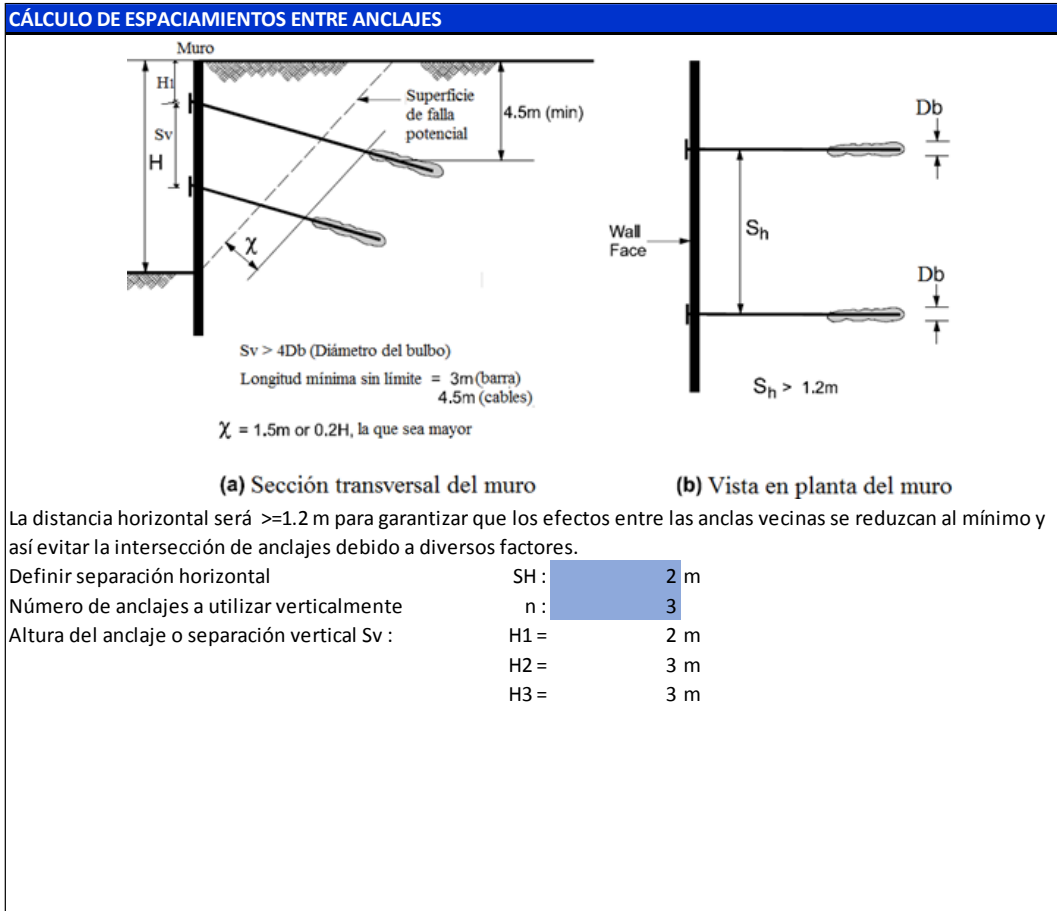 CÁLCULO DE ESPACIAMIENTOS ENTRE ANCLAJES
Muro
H1
Sv
H
Superficie
de falla
potencial
4.5m (min)
χ
Sv > 4Db (Diámetro del bulbo)
Longitud mínima sin límite = 3m(barra)
4.5m (cables)
χ = 1.5m or 0.2H, la que sea mayor
(a) Sección transversal del muro
Db
Wall
Face
Sh
Db
Sh > 1.2m
(b) Vista en planta del muro
La distancia horizontal será >=1.2 m para garantizar que los efectos entre las anclas vecinas se reduzcan al mínimo y
así evitar la intersección de anclajes debido a diversos factores.
Definir separación horizontal SH : 2 m
Número de anclajes a utilizar verticalmente n : 3
Altura del anclaje o separación vertical Sv : H1 = 2 m
H2 = 3 m
H3 = 3 m